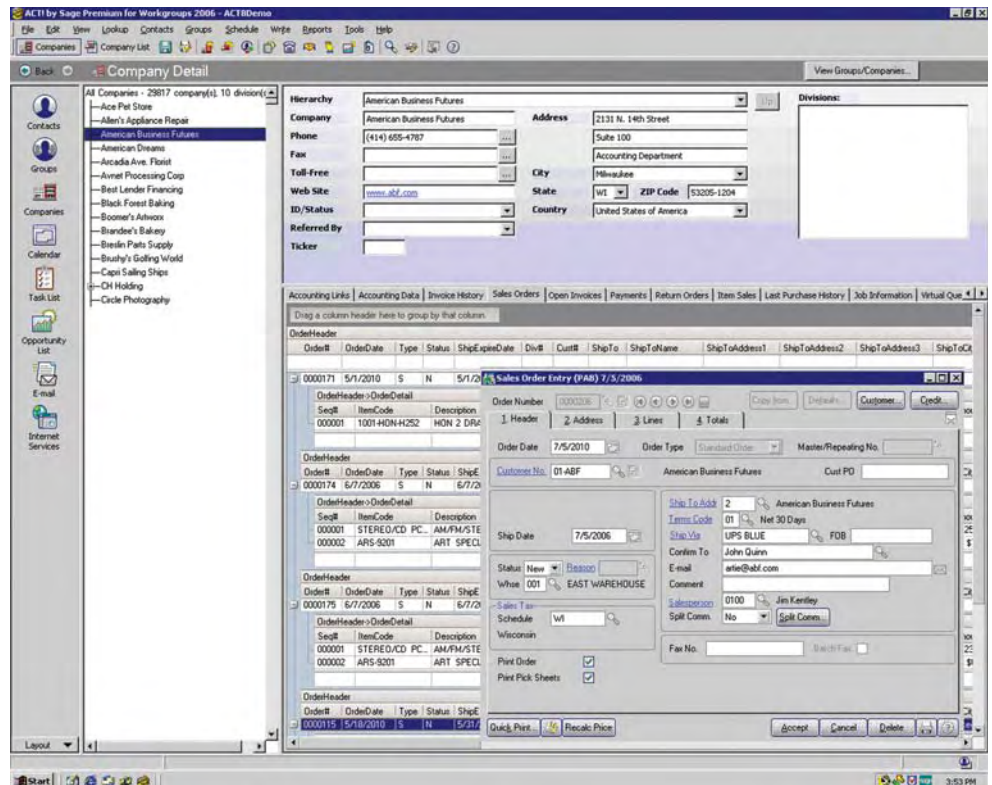 ACT! by Sage Premium for Workgroups 2006 - ACT8Demo
File Edit View Lookup Contacts Groups Schedule Write Reports Tools Help
Companies Company List
Back Company Detail View Groups/Companies...
Contacts
Groups
Companies
Calendar
Task List
Opportunity List
E-mail
Internet Services
Layout
All Companies - 29817 company(s), 10 division(
Ace Pet Store
Allen's Appliance Repair
American Business Futures
American Dreams
Arcadia Ave. Florist
Avnet Processing Corp
Best Lender Financing
Black Forest Baking
Boomer's Artworx
Brandee's Bakery
Breslin Parts Supply
Brushy's Golfing World
Capri Sailing Ships
CH Holding
Circle Photography
Hierarchy American Business Futures Up Divisions:
Company American Business Futures Address 2131 N. 14th Street
Phone (414) 655-4787 Suite 100
Fax Accounting Department
Toll-Free City Milwaukee
Web Site www.abf.com State WI ZIP Code 53205-1204
ID/Status Country United States of America
Referred By
Ticker
Accounting Links Accounting Data Invoice History Sales Orders Open Invoices Payments Return Orders Item Sales Last Purchase History Job Information Virtual Que
Drag a column header here to group by that column.
OrderHeader
Order# OrderDate Type Status ShipExpireDate Div# Cust# ShipTo ShipToName ShipToAddress1 ShipToAddress2 ShipToAddress3 ShipToCit
0000171 5/1/2010 S N 5/1/2
OrderHeader->OrderDetail
Seq# ItemCode Description
000001 1001-HON-H252 HON 2 DRA
OrderHeader
Order# OrderDate Type Status ShipE
0000174 6/7/2006 S N 6/7/2
OrderHeader->OrderDetail
Seq# ItemCode Description
000001 STEREO/CD PC... AM/FM/STE
000002 ARS-9201 ART SPECL
OrderHeader
Order# OrderDate Type Status ShipE
0000175 6/7/2006 S N 6/7/2
OrderHeader->OrderDetail
Seq# ItemCode Description
000001 STEREO/CD PC... AM/FM/STE
000002 ARS-9201 ART SPECL
OrderHeader
Order# OrderDate Type Status ShipE
0000115 5/18/2010 S N 5/31/
Sales Order Entry (PAB) 7/5/2006
Order Number 0000206 Copy from... Defaults... Customer... Credit...
1. Header 2. Address 3. Lines 4. Totals
Order Date 7/5/2010 Order Type Standard Order Master/Repeating No.
Customer No. 01-ABF American Business Futures Cust PO
Ship To Addr 2 American Business Futures
Terms Code 01 Net 30 Days
Ship Date 7/5/2006 Ship Via UPS BLUE FOB
Confirm To John Quinn
Status New Reason E-mail artie@abf.com
Whse 001 EAST WAREHOUSE Comment
Sales Tax Salesperson 0100 Jim Kentley
Schedule WI Split Comm. No Split Comm...
Wisconsin
Fax No. Batch Fax
Print Order
Print Pick Sheets
Quick Print... Recalc Price Accept Cancel Delete
Start 3:53 PM